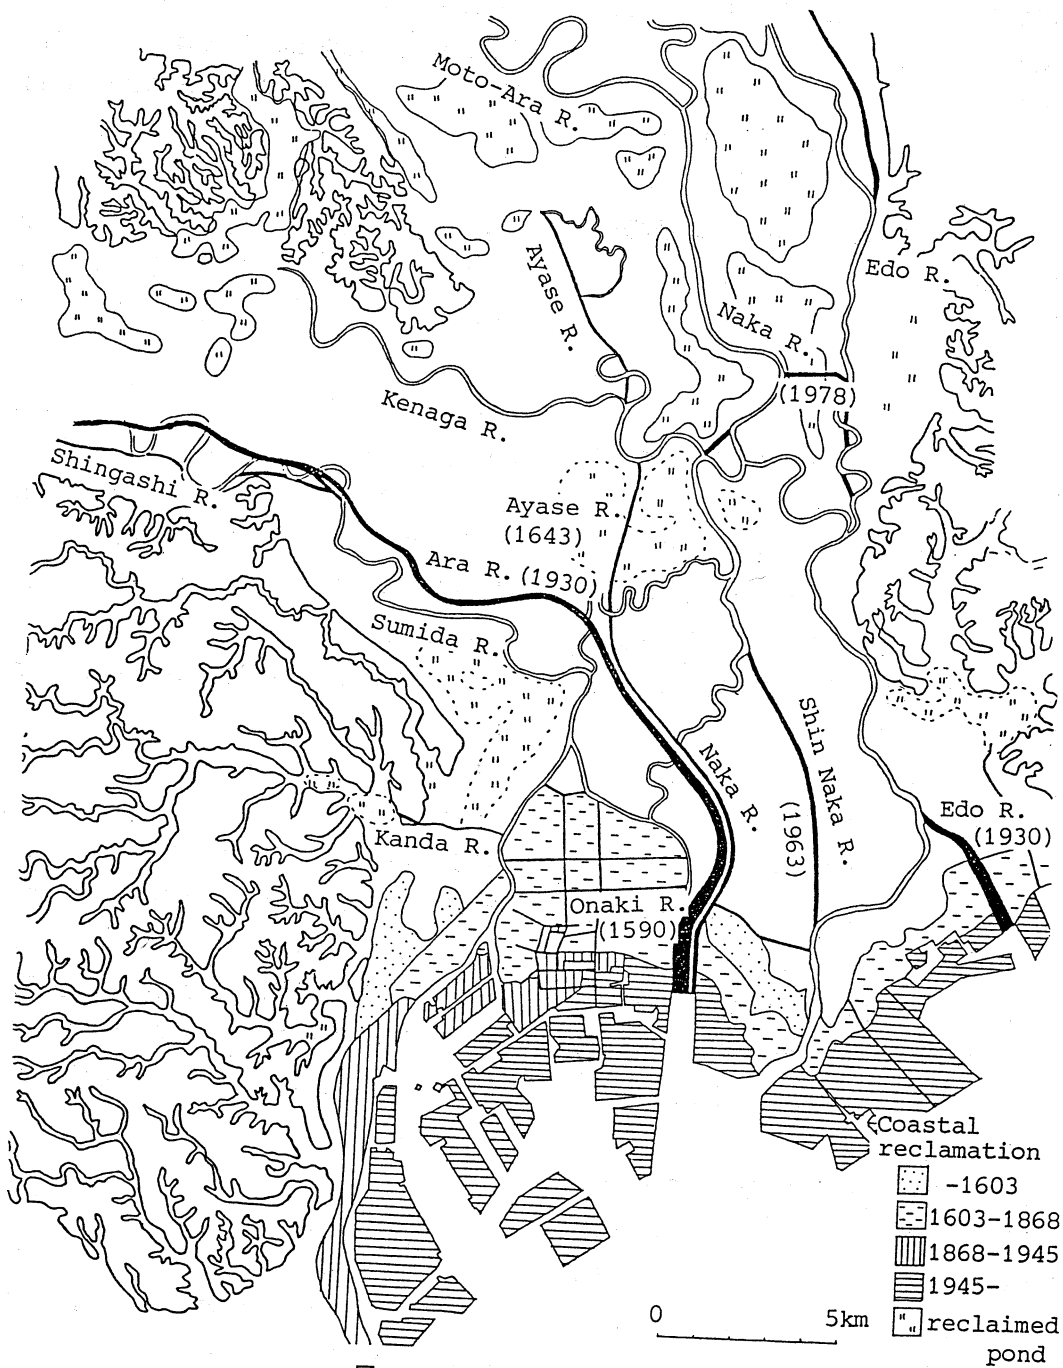 Moto-Ara R.
Ayase R.
Edo R.
Naka R.
(1978)
Kenaga R.
Shingashi R.
Ayase R.
(1643)
Ara R. (1930)
Sumida R.
Shin Naka R.
(1963)
Naka R.
Edo R.
(1930)
Kanda R.
Onaki R.
(1590)
Coastal
reclamation
-1603
1603-1868
1868-1945
1945-
reclaimed
pond
0 5km